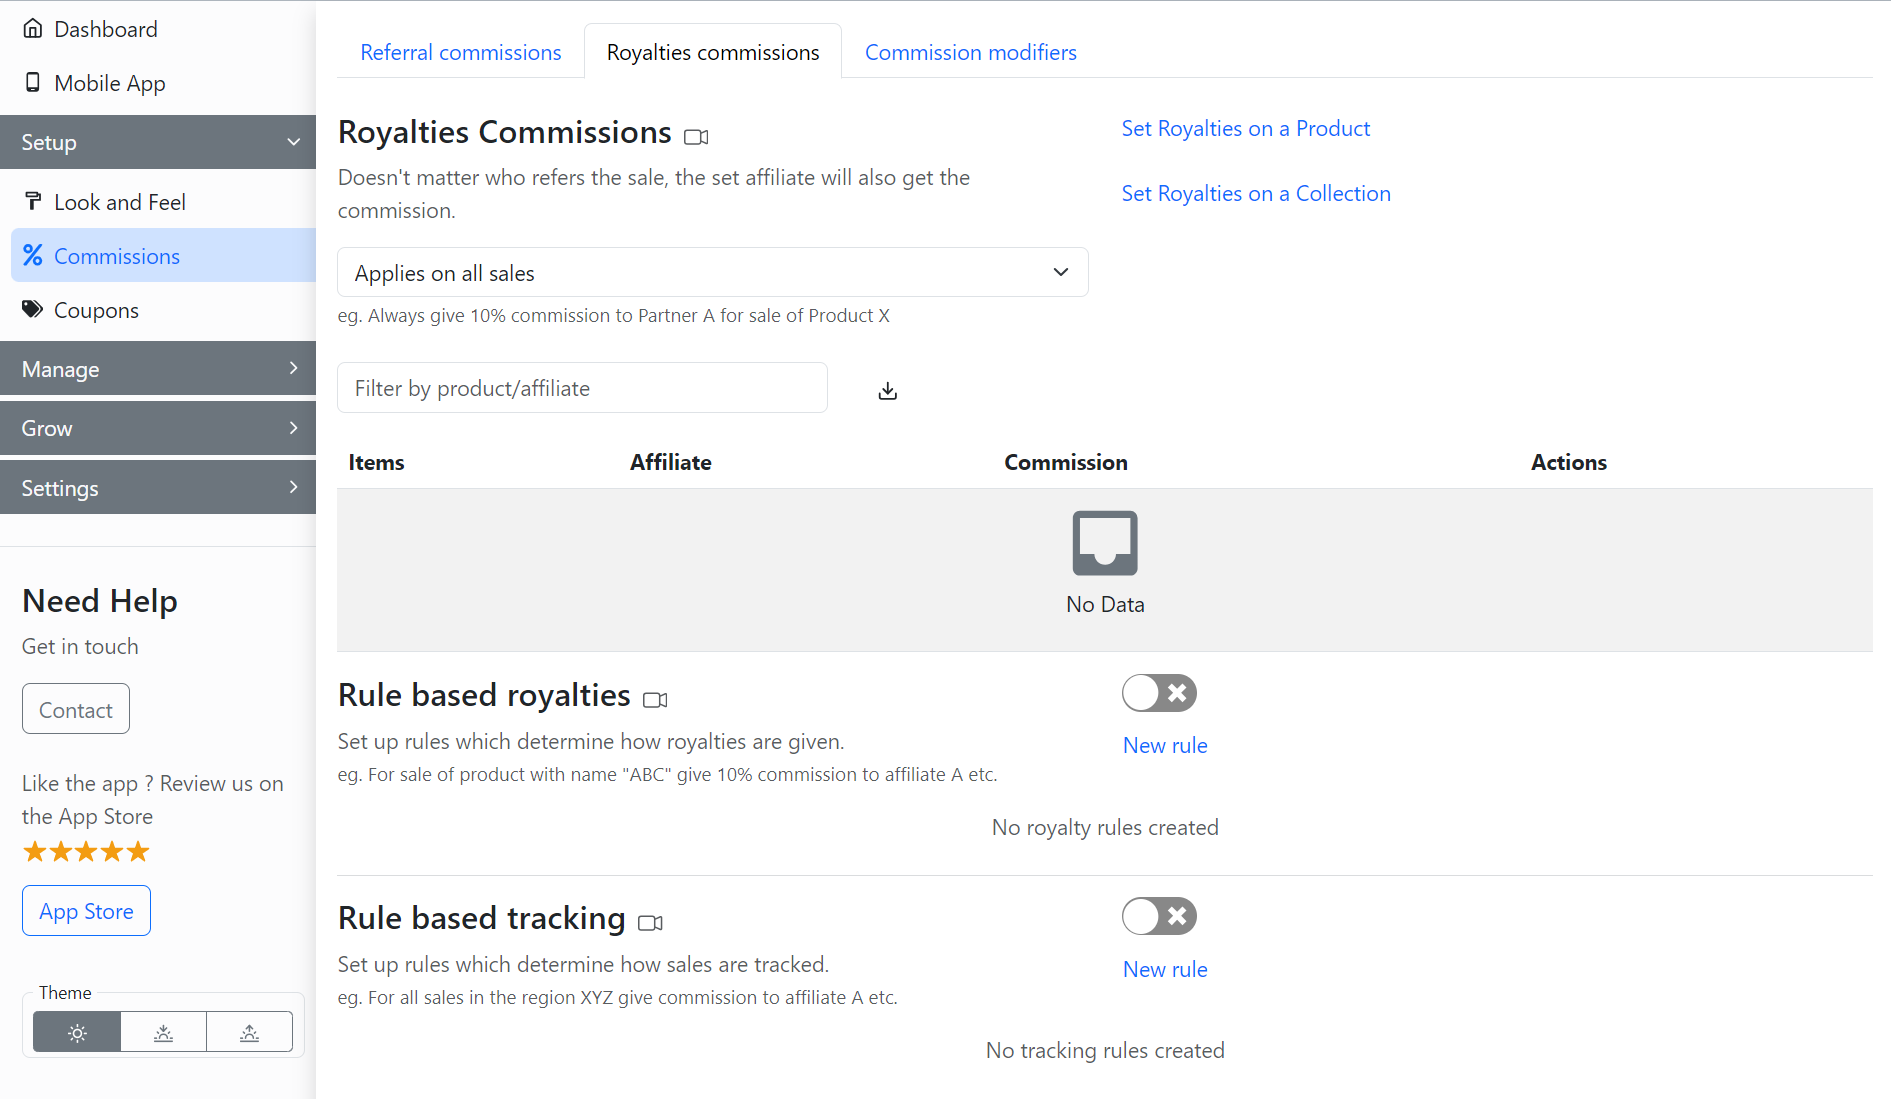 Dashboard
Mobile App
Setup
Look and Feel
Commissions
Coupons
Manage
Grow
Settings
Need Help
Get in touch
Contact
Like the app ? Review us on
the App Store
App Store
Theme
Referral commissions
Royalties commissions
Commission modifiers
Royalties Commissions
Doesn't matter who refers the sale, the set affiliate will also get the
commission.
Set Royalties on a Product
Set Royalties on a Collection
Applies on all sales
eg. Always give 10% commission to Partner A for sale of Product X
Filter by product/affiliate
Items Affiliate Commission Actions
No Data
Rule based royalties
Set up rules which determine how royalties are given.
eg. For sale of product with name "ABC" give 10% commission to affiliate A etc.
New rule
No royalty rules created
Rule based tracking
Set up rules which determine how sales are tracked.
eg. For all sales in the region XYZ give commission to affiliate A etc.
New rule
No tracking rules created